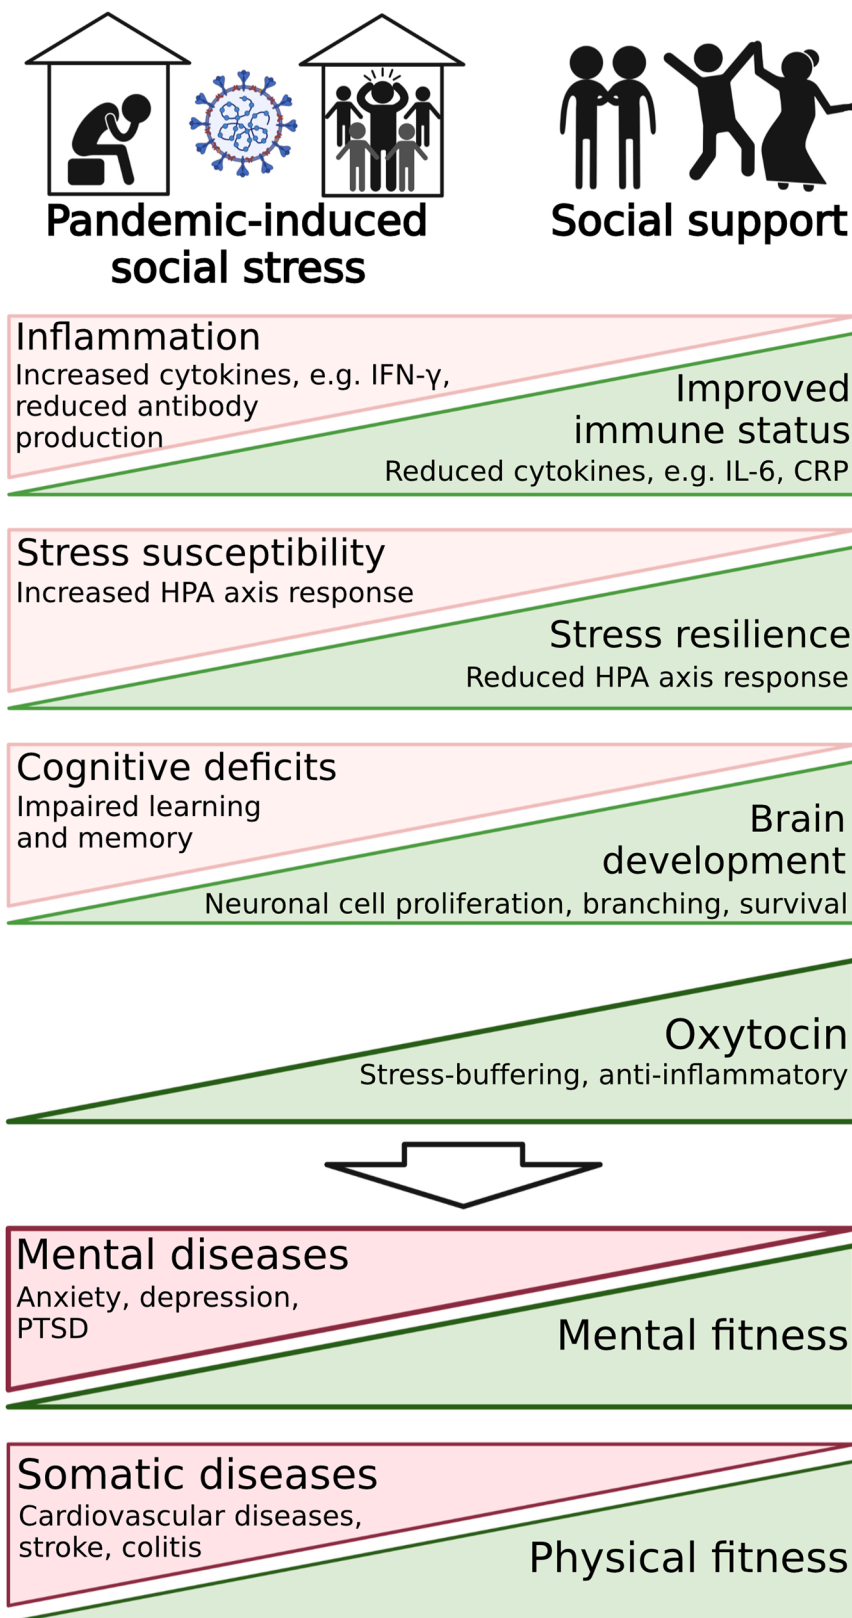 Pandemic-induced
social stress
Social support
Inflammation
Increased cytokines, e.g. IFN-γ,
reduced antibody
production
Improved
immune status
Reduced cytokines, e.g. IL-6, CRP
Stress susceptibility
Increased HPA axis response
Stress resilience
Reduced HPA axis response
Cognitive deficits
Impaired learning
and memory
Brain
development
Neuronal cell proliferation, branching, survival
Oxytocin
Stress-buffering, anti-inflammatory
Mental diseases
Anxiety, depression,
PTSD
Mental fitness
Somatic diseases
Cardiovascular diseases,
stroke, colitis
Physical fitness